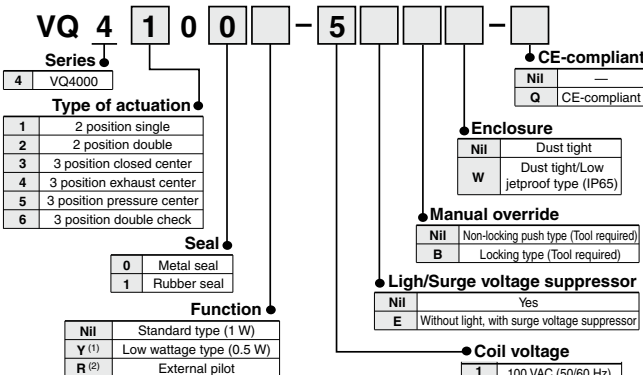 VQ 4 1 0 0 – 5 –
Series
4 VQ4000
Type of actuation
1 2 position single
2 2 position double
3 3 position closed center
4 3 position exhaust center
5 3 position pressure center
6 3 position double check
Seal
0 Metal seal
1 Rubber seal
Function
Nil Standard type (1 W)
Y (1) Low wattage type (0.5 W)
R (2) External pilot
CE-compliant
Nil —
Q CE-compliant
Enclosure
Nil Dust tight
W Dust tight/Low
jetproof type (IP65)
Manual override
Nil Non-locking push type (Tool required)
B Locking type (Tool required)
Ligh/Surge voltage suppressor
Nil Yes
E Without light, with surge voltage suppressor
Coil voltage
1 100 VAC (50/60 Hz)